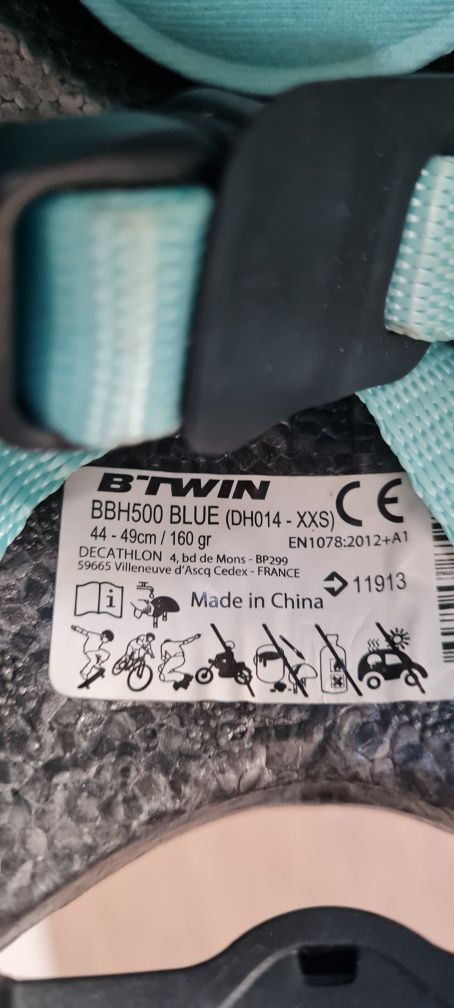 B'TWIN
BBH500 BLUE (DH014 - XXS)
CE
44 - 49cm / 160 gr
EN1078:2012+A1
DECATHLON 4, bd de Mons - BP299
59665 Villeneuve d'Ascq Cedex - FRANCE
11913
i
Made in China